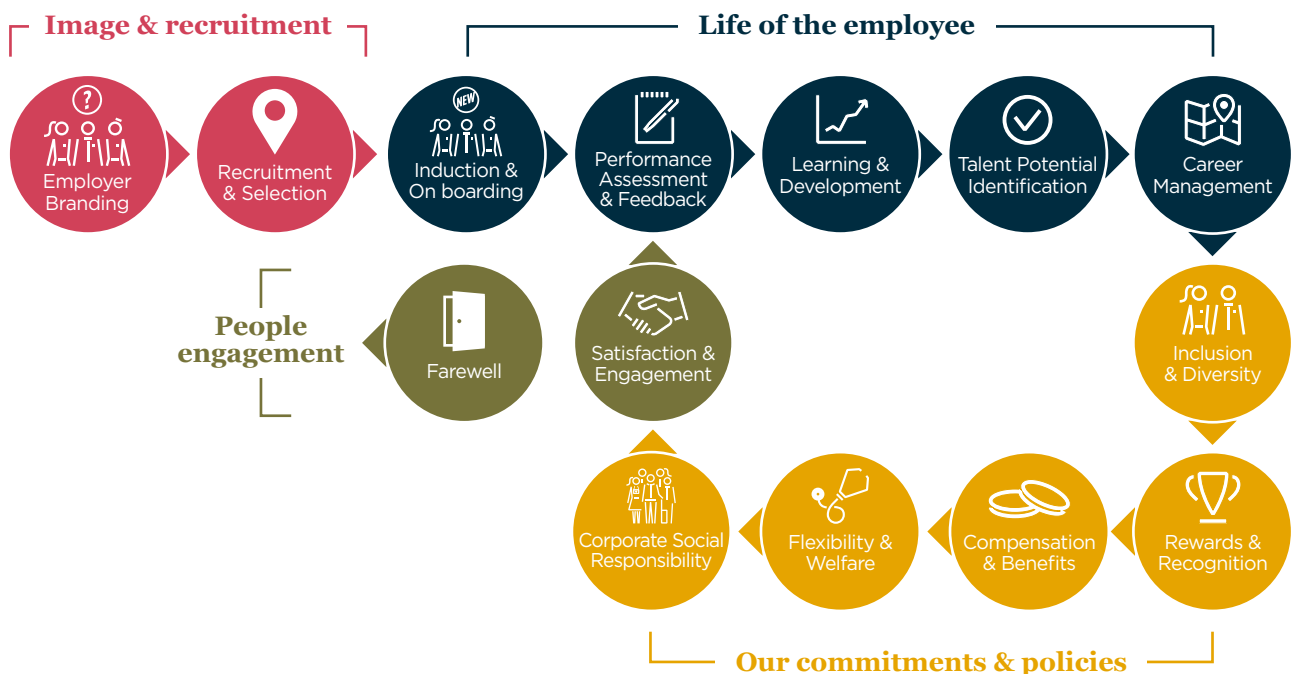 Image & recruitment
Life of the employee
?
Employer
Branding
Recruitment
& Selection
NEW
Induction &
On boarding
Performance
Assessment
& Feedback
Learning &
Development
Talent Potential
Identification
Career
Management
People
engagement
Farewell
Satisfaction &
Engagement
Inclusion
& Diversity
Corporate Social
Responsibility
Flexibility &
Welfare
Compensation
& Benefits
Rewards &
Recognition
Our commitments & policies